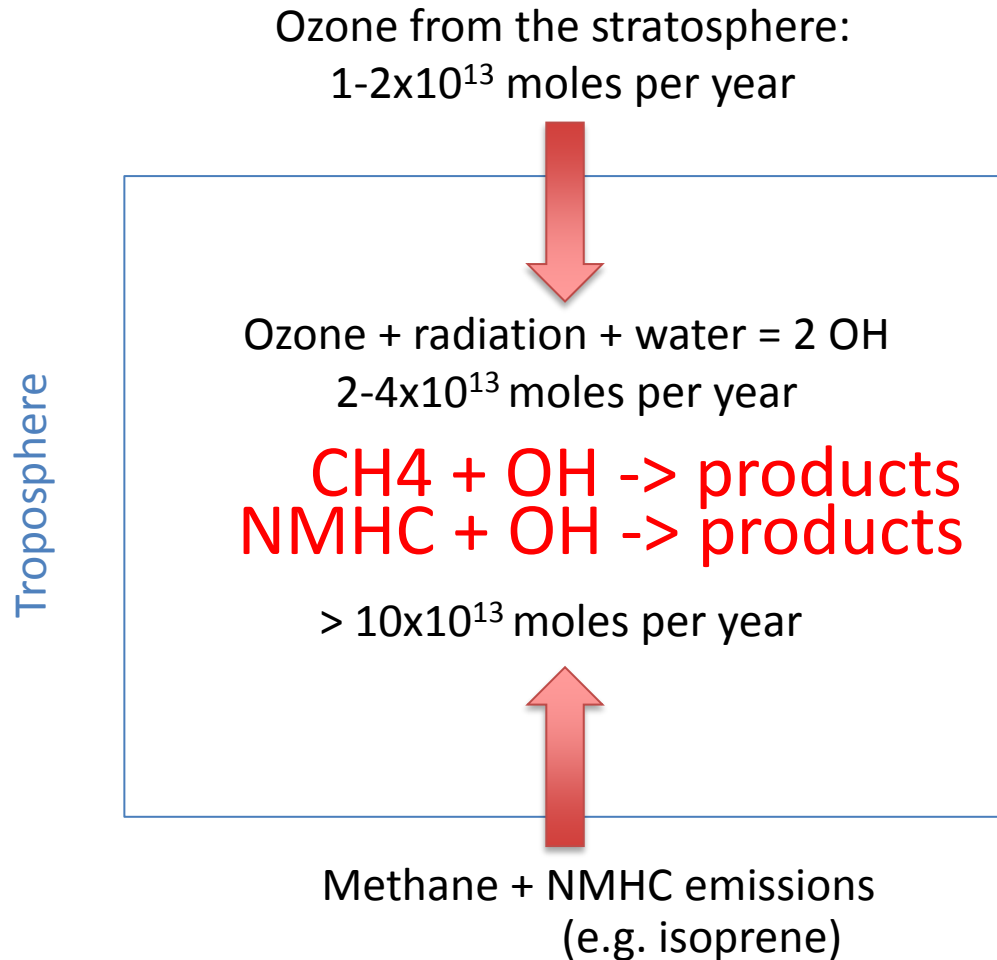 Ozone from the stratosphere:
1-2x10¹³ moles per year
Troposphere
Ozone + radiation + water = 2 OH
2-4x10¹³ moles per year
CH4 + OH -> products
NMHC + OH -> products
> 10x10¹³ moles per year
Methane + NMHC emissions
(e.g. isoprene)